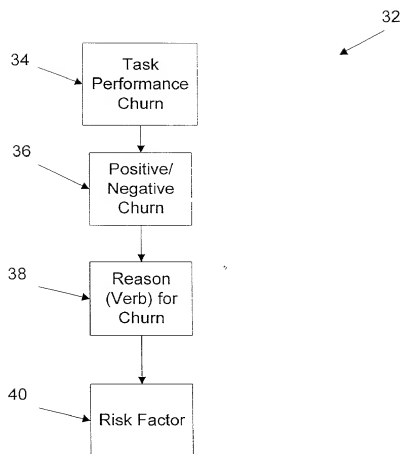 32
34
Task
Performance
Churn
36
Positive/
Negative
Churn
38
Reason
(Verb) for
Churn
40
Risk Factor